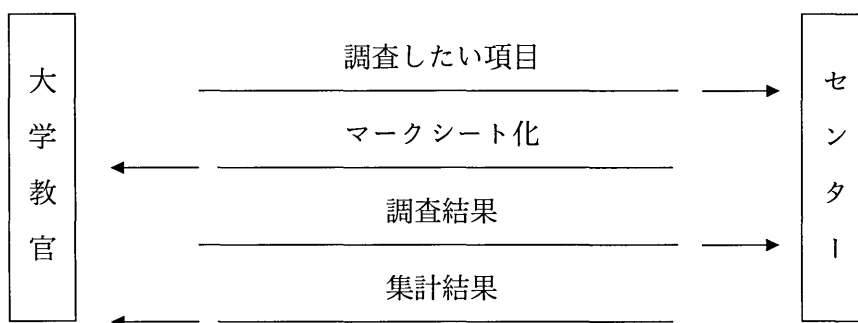 大学教官
調査したい項目
マークシート化
調査結果
集計結果
センター